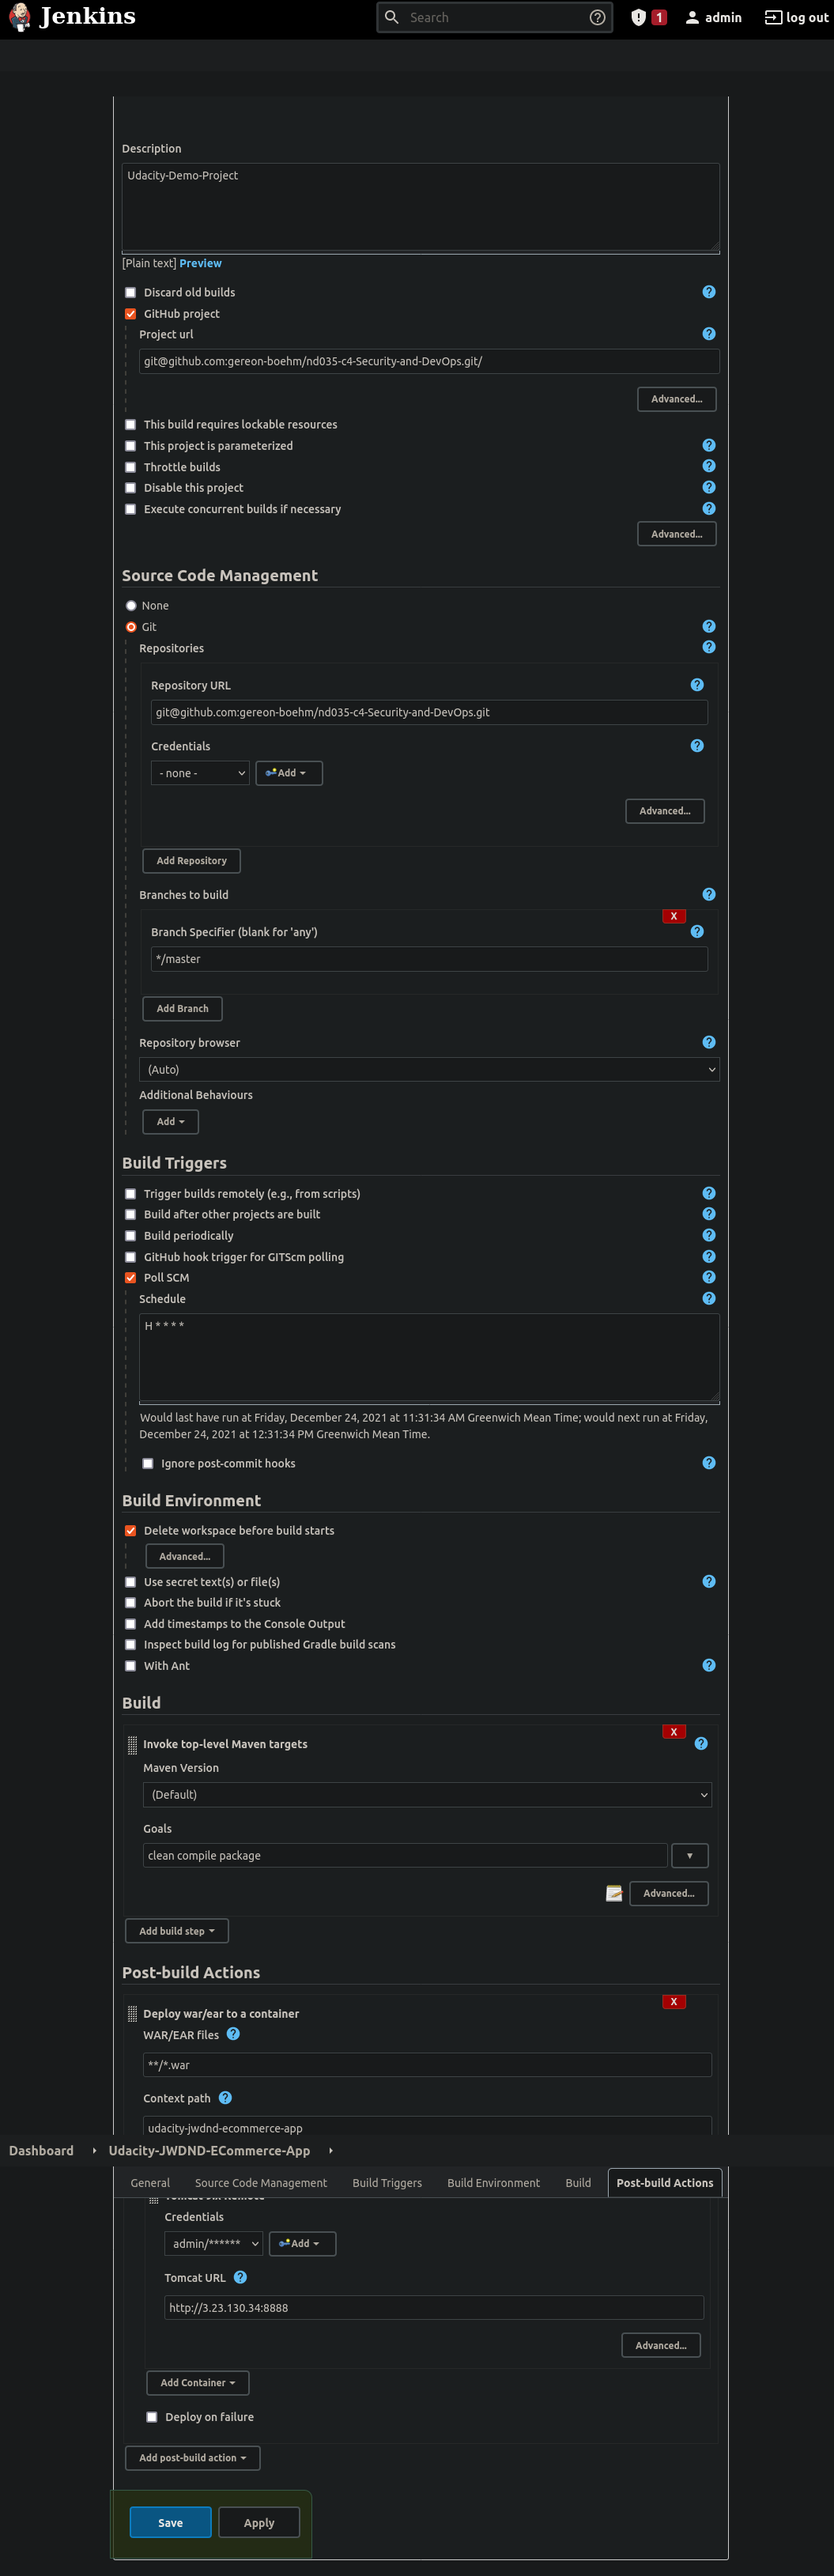 Jenkins
Search
1
admin
log out
Description
Udacity-Demo-Project
[Plain text] Preview
Discard old builds
GitHub project
Project url
git@github.com:gereon-boehm/nd035-c4-Security-and-DevOps.git/
Advanced...
This build requires lockable resources
This project is parameterized
Throttle builds
Disable this project
Execute concurrent builds if necessary
Advanced...
Source Code Management
None
Git
Repositories
Repository URL
git@github.com:gereon-boehm/nd035-c4-Security-and-DevOps.git
Credentials
- none -
Add
Advanced...
Add Repository
Branches to build
X
Branch Specifier (blank for 'any')
*/master
Add Branch
Repository browser
(Auto)
Additional Behaviours
Add
Build Triggers
Trigger builds remotely (e.g., from scripts)
Build after other projects are built
Build periodically
GitHub hook trigger for GITScm polling
Poll SCM
Schedule
H * * * *
Would last have run at Friday, December 24, 2021 at 11:31:34 AM Greenwich Mean Time; would next run at Friday,
December 24, 2021 at 12:31:34 PM Greenwich Mean Time.
Ignore post-commit hooks
Build Environment
Delete workspace before build starts
Advanced...
Use secret text(s) or file(s)
Abort the build if it's stuck
Add timestamps to the Console Output
Inspect build log for published Gradle build scans
With Ant
Build
X
Invoke top-level Maven targets
Maven Version
(Default)
Goals
clean compile package
Advanced...
Add build step
Post-build Actions
X
Deploy war/ear to a container
WAR/EAR files
**/*.war
Context path
udacity-jwdnd-ecommerce-app
Dashboard
Udacity-JWDND-ECommerce-App
General
Source Code Management
Build Triggers
Build Environment
Build
Post-build Actions
Credentials
admin/******
Add
Tomcat URL
http://3.23.130.34:8888
Advanced...
Add Container
Deploy on failure
Add post-build action
Save
Apply